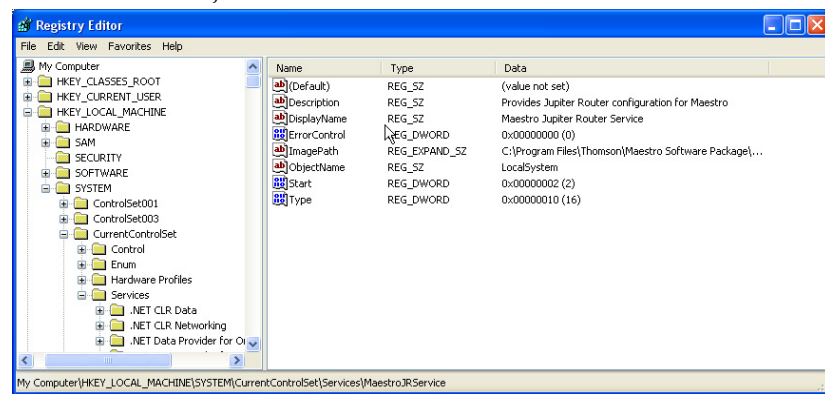 Registry Editor
File Edit View Favorites Help
My Computer
HKEY_CLASSES_ROOT
HKEY_CURRENT_USER
HKEY_LOCAL_MACHINE
HARDWARE
SAM
SECURITY
SOFTWARE
SYSTEM
ControlSet001
ControlSet003
CurrentControlSet
Control
Enum
Hardware Profiles
Services
.NET CLR Data
.NET CLR Networking
.NET Data Provider for
Name Type Data
(Default) REG_SZ (value not set)
Description REG_SZ Provides Jupiter Router configuration for Maestro
DisplayName REG_SZ Maestro Jupiter Router Service
ErrorControl REG_DWORD 0x00000000 (0)
ImagePath REG_EXPAND_SZ C:\Program Files\Thomson\Maestro Software Package\...
ObjectName REG_SZ LocalSystem
Start REG_DWORD 0x00000002 (2)
Type REG_DWORD 0x00000010 (16)
My Computer\HKEY_LOCAL_MACHINE\SYSTEM\CurrentControlSet\Services\MaestroJRService